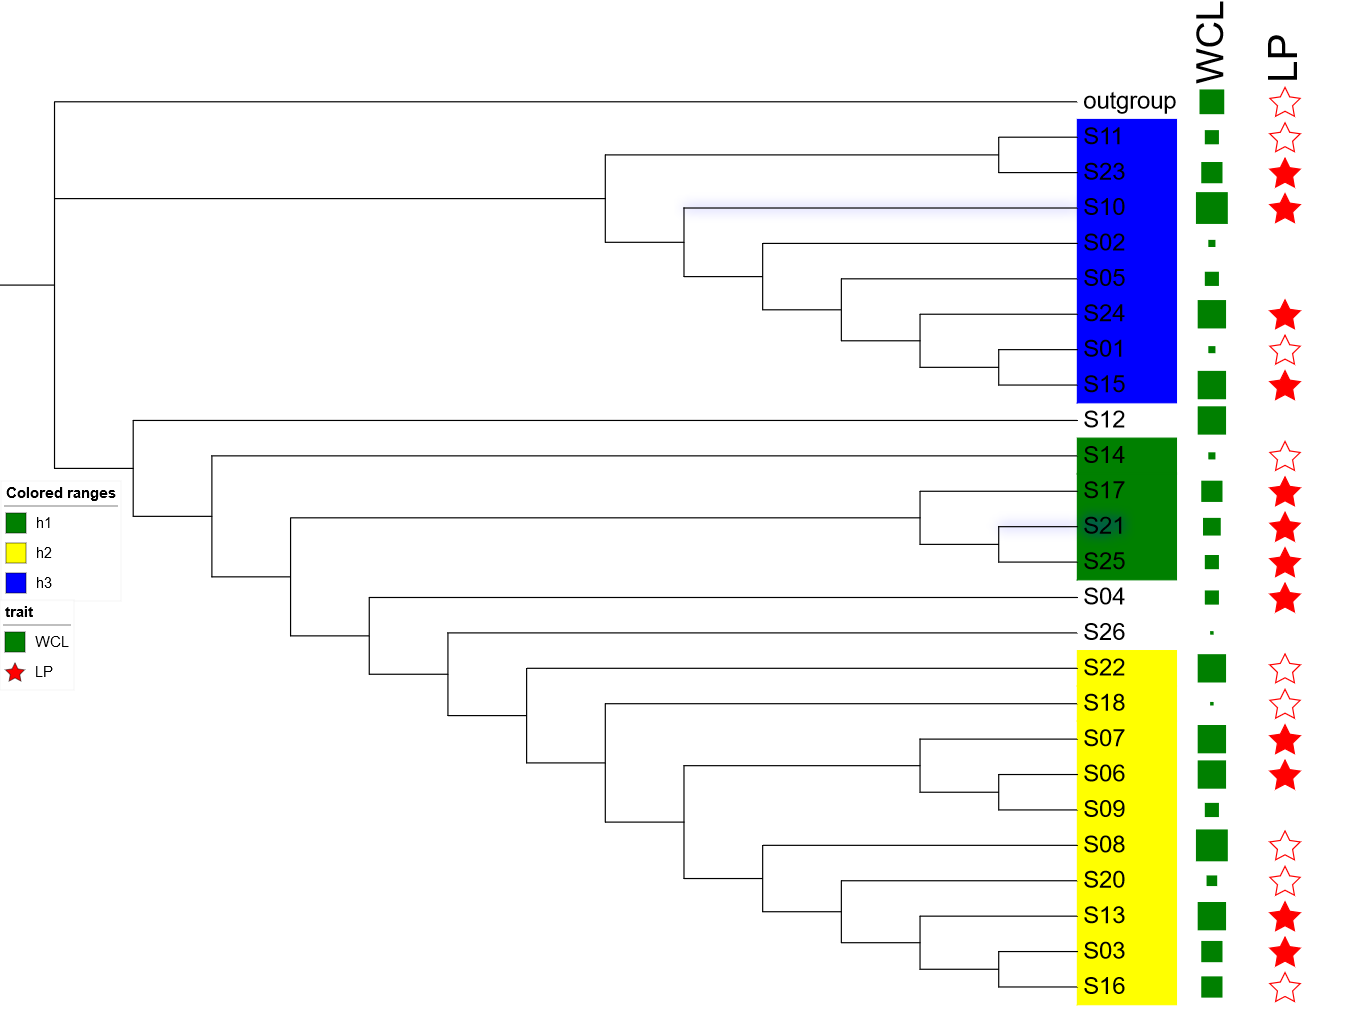 WCL
LP
outgroup
S11
S23
S10
S02
S05
S24
S01
S15
S12
S14
S17
S21
S25
S04
S26
S22
S18
S07
S06
S09
S08
S20
S13
S03
S16
Colored ranges
h1
h2
h3
trait
WCL
LP